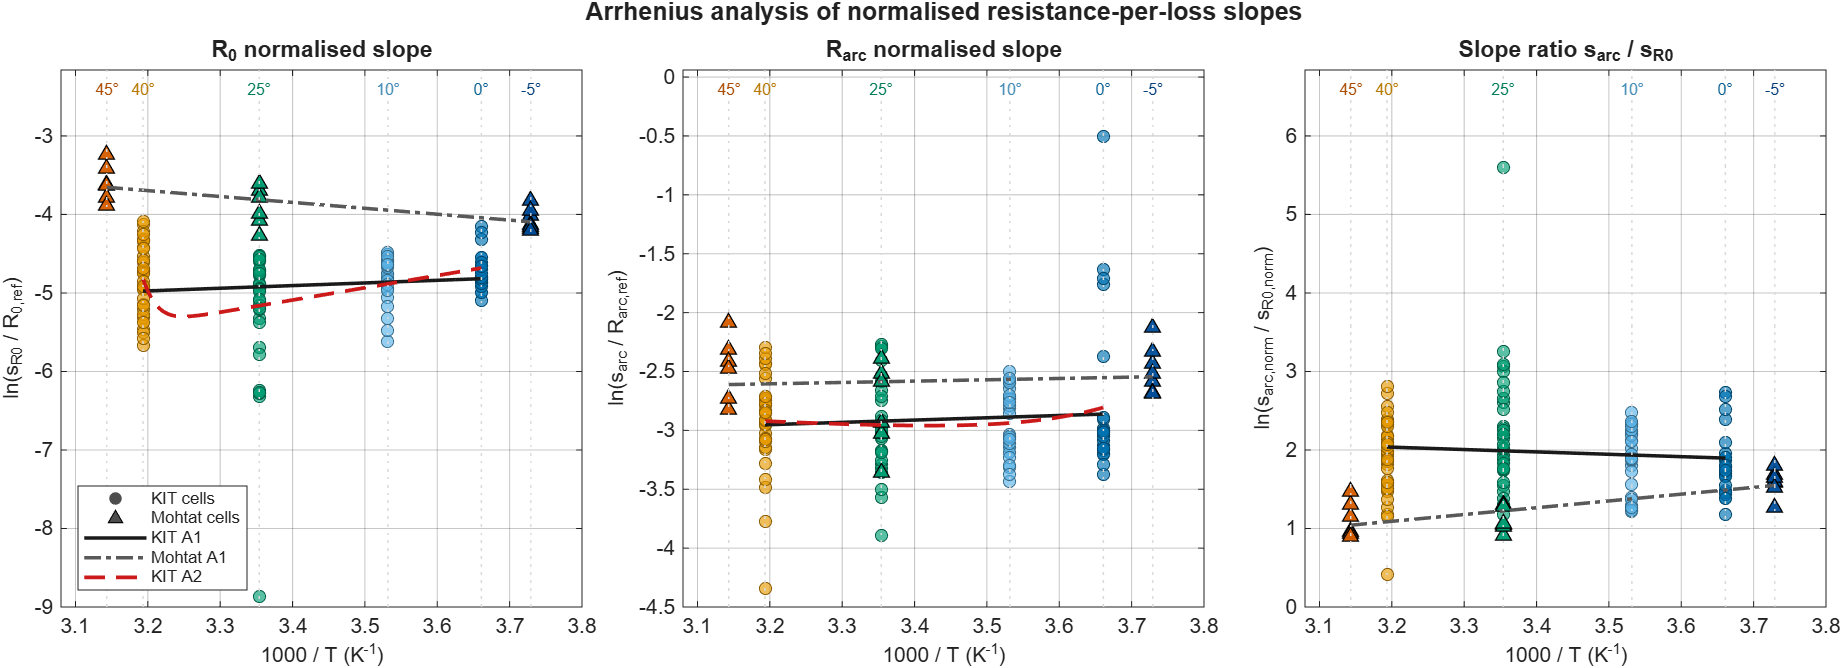 Arrhenius analysis of normalised resistance-per-loss slopes
R0 normalised slope
45° 40° 25° 10° 0° -5°
ln(sR0 / R0,ref)
-3
-4
-5
-6
-7
-8
-9
KIT cells
Mohtat cells
KIT A1
Mohtat A1
KIT A2
3.1 3.2 3.3 3.4 3.5 3.6 3.7 3.8
1000 / T (K-1)
Rarc normalised slope
45° 40° 25° 10° 0° -5°
ln(sarc / Rarc,ref)
0
-0.5
-1
-1.5
-2
-2.5
-3
-3.5
-4
-4.5
3.1 3.2 3.3 3.4 3.5 3.6 3.7 3.8
1000 / T (K-1)
Slope ratio sarc / sR0
45° 40° 25° 10° 0° -5°
ln(sarc,norm / sR0,norm)
6
5
4
3
2
1
0
3.1 3.2 3.3 3.4 3.5 3.6 3.7 3.8
1000 / T (K-1)